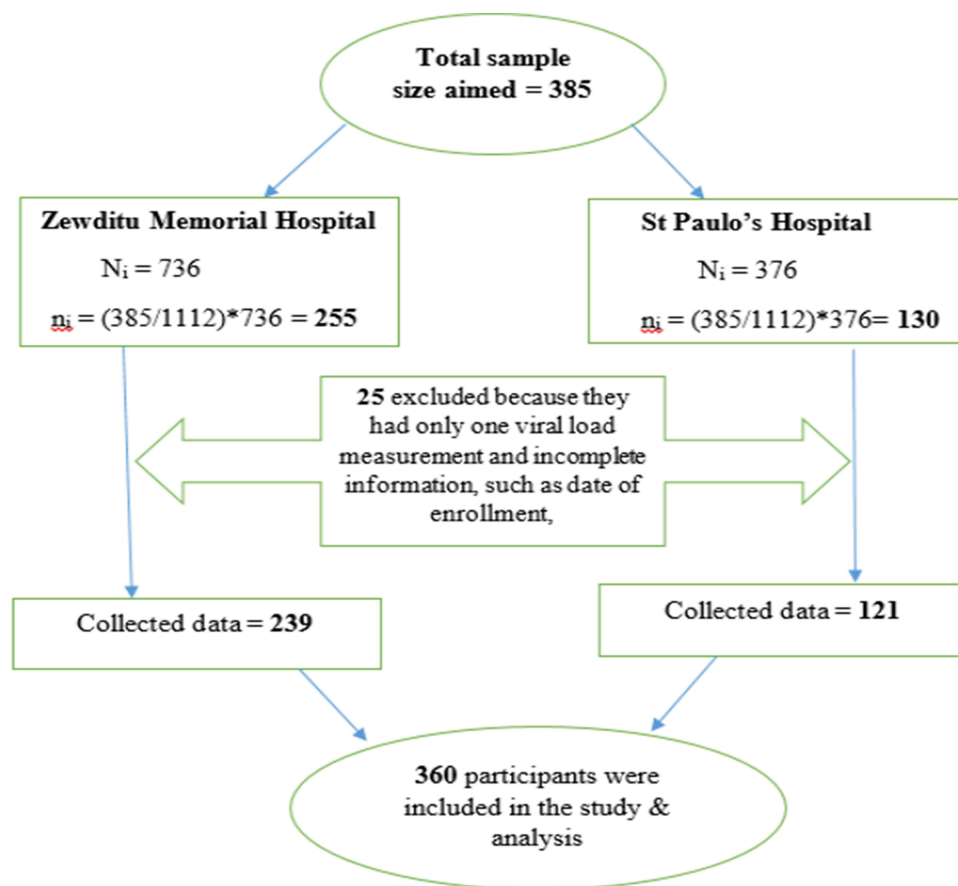 Total sample
size aimed = 385
Zewditu Memorial Hospital
Nᵢ = 736
nᵢ = (385/1112)*736 = 255
St Paulo’s Hospital
Nᵢ = 376
nᵢ = (385/1112)*376= 130
25 excluded because they
had only one viral load
measurement and incomplete
information, such as date of
enrollment,
Collected data = 239
Collected data = 121
360 participants were
included in the study &
analysis